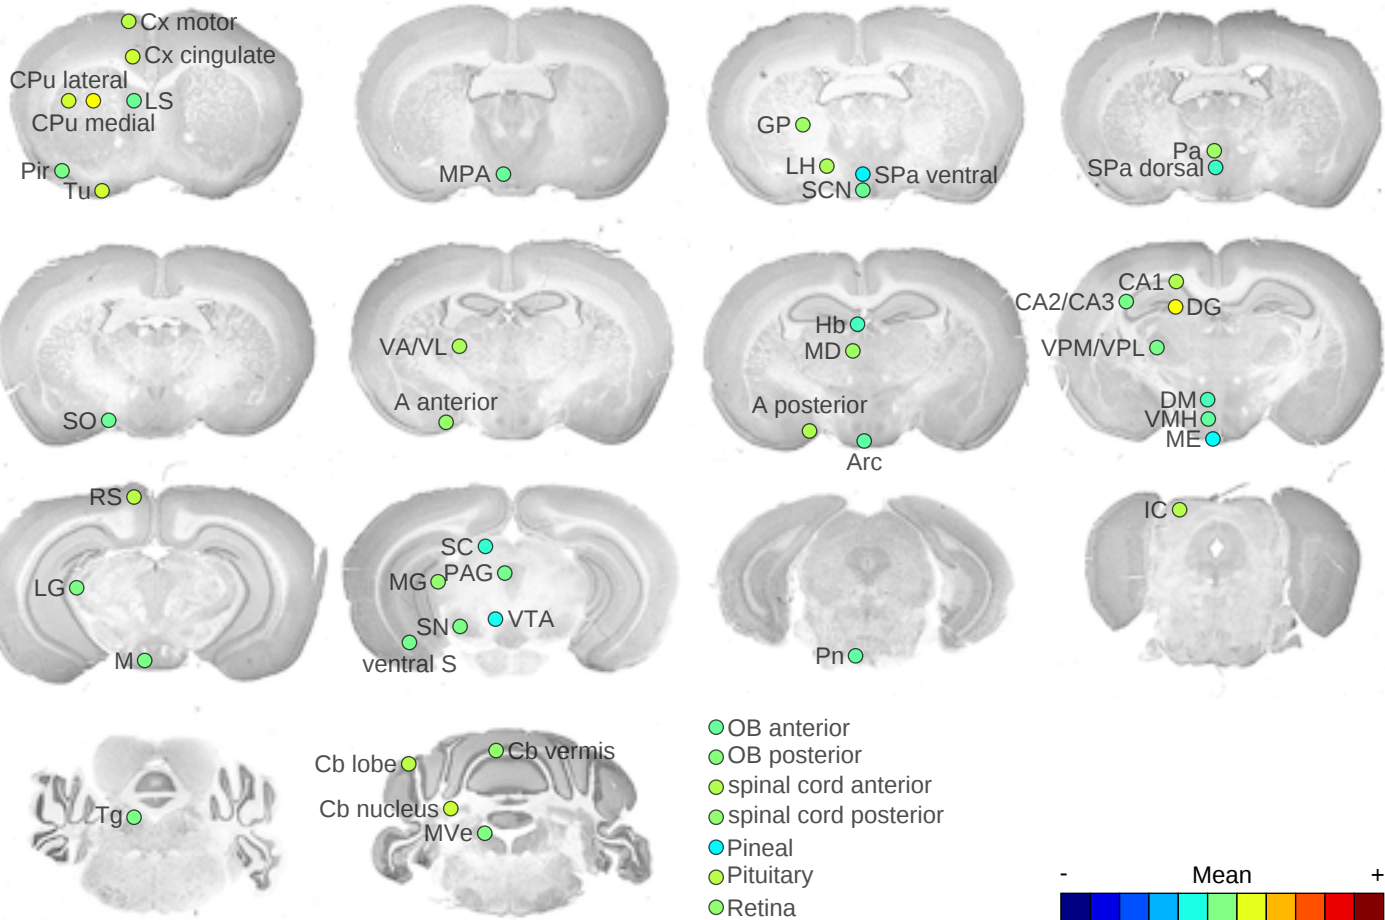 Cx motor
Cx cingulate
CPu lateral
LS
CPu medial
Pir
Tu
MPA
GP
LH
SPa ventral
SCN
Pa
SPa dorsal
SO
VA/VL
A anterior
Hb
MD
A posterior
Arc
CA1
CA2/CA3
DG
VPM/VPL
DM
VMH
ME
RS
LG
M
SC
PAG
MG
VTA
SN
ventral S
Pn
IC
Tg
Cb vermis
Cb lobe
Cb nucleus
MVe
OB anterior
OB posterior
spinal cord anterior
spinal cord posterior
Pineal
Pituitary
Retina
- Mean +